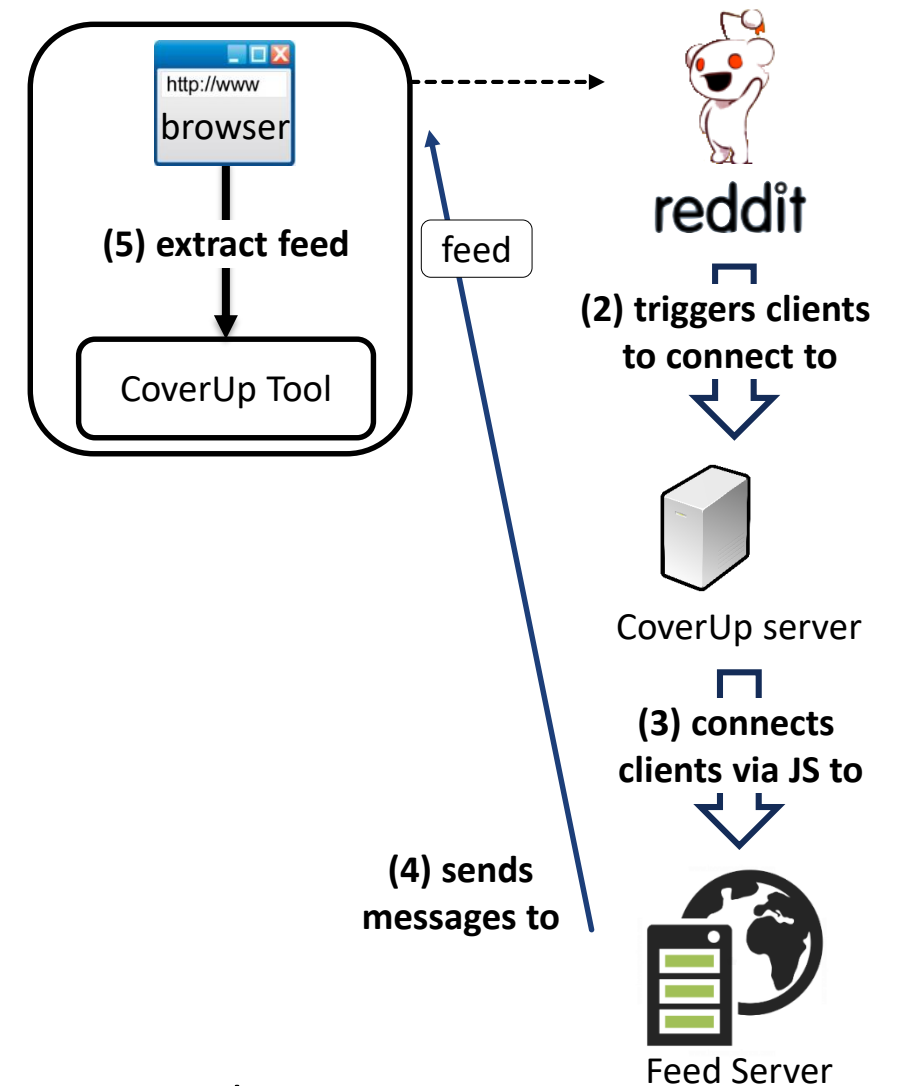 http://www
browser
(5) extract feed
CoverUp Tool
feed
reddit
(2) triggers clients
to connect to
CoverUp server
(3) connects
clients via JS to
(4) sends
messages to
Feed Server